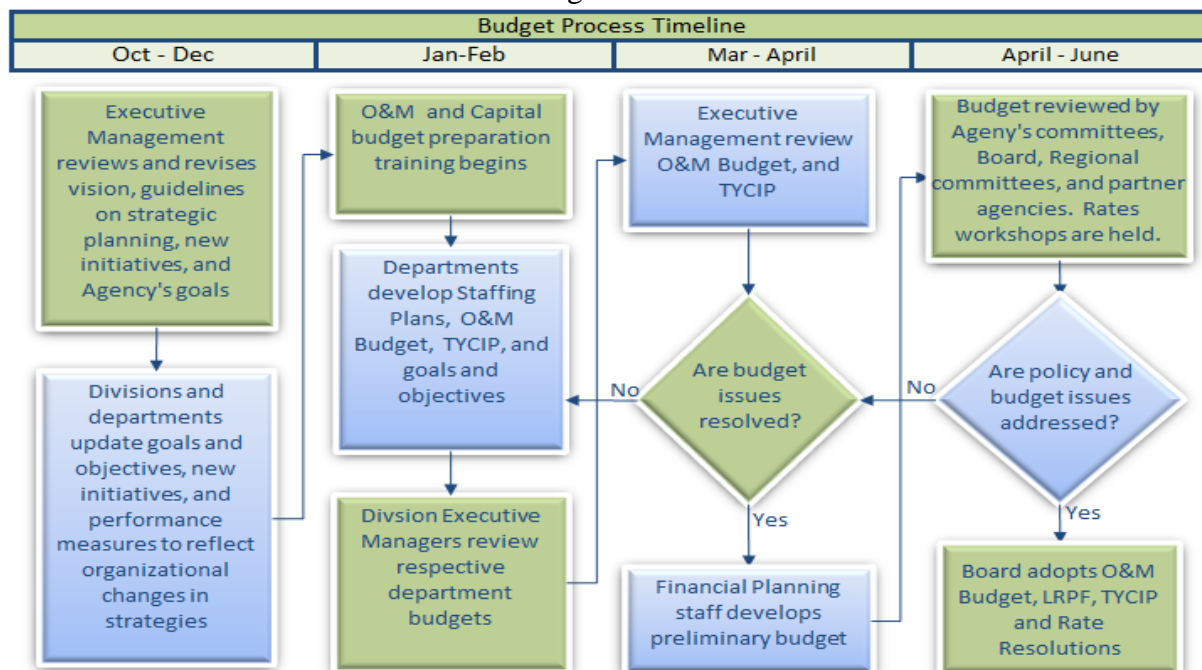 Budget Process Timeline
Oct - Dec
Jan-Feb
Mar - April
April - June
Executive
Management
reviews and revises
vision, guidelines
on strategic
planning, new
initiatives, and
Agency's goals
Divisions and
departments
update goals and
objectives, new
initiatives, and
performance
measures to reflect
organizational
changes in
strategies
O&M and Capital
budget preparation
training begins
Departments
develop Staffing
Plans, O&M
Budget, TYCIP, and
goals and
objectives
Divsion Executive
Managers review
respective
department
budgets
Executive
Management review
O&M Budget, and
TYCIP
Are budget
issues
resolved?
No
Yes
Financial Planning
staff develops
preliminary budget
Budget reviewed by
Ageny's committees,
Board, Regional
committees, and partner
agencies. Rates
workshops are held.
Are policy and
budget issues
addressed?
No
Yes
Board adopts O&M
Budget, LRPF, TYCIP
and Rate
Resolutions